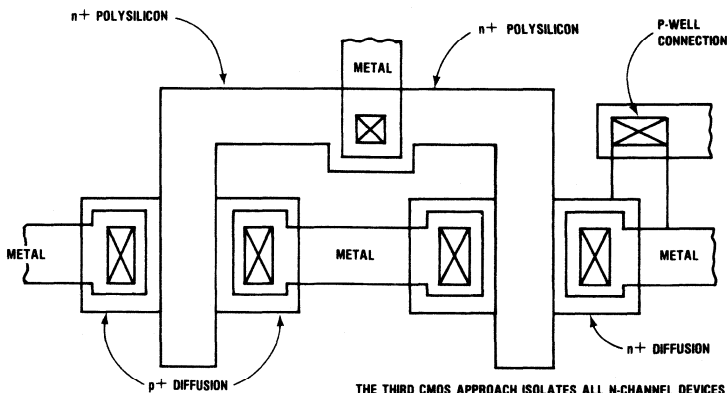 n+ POLYSILICON
n+ POLYSILICON
P-WELL
CONNECTION
METAL
METAL
METAL
METAL
n+ DIFFUSION
p+ DIFFUSION
THE THIRD CMOS APPROACH ISOLATES ALL N-CHANNEL DEVICES